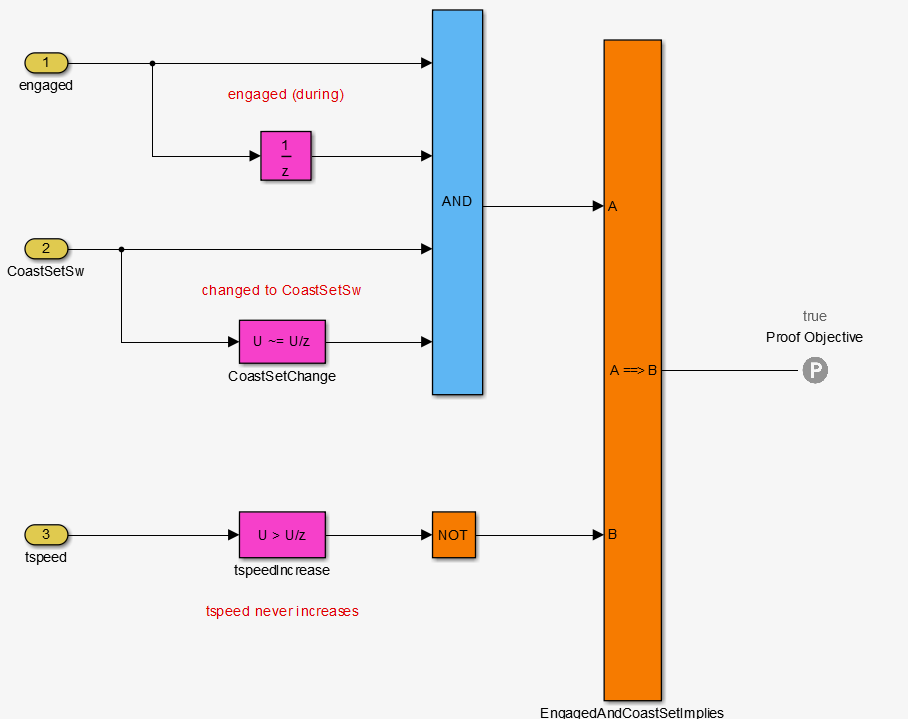 1
engaged
engaged (during)
1
z
AND
A
2
CoastSetSw
changed to CoastSetSw
U ~= U/z
CoastSetChange
true
Proof Objective
A ==> B
P
3
tspeed
U > U/z
tspeedIncrease
NOT
B
tspeed never increases
EngagedAndCoastSetImplies